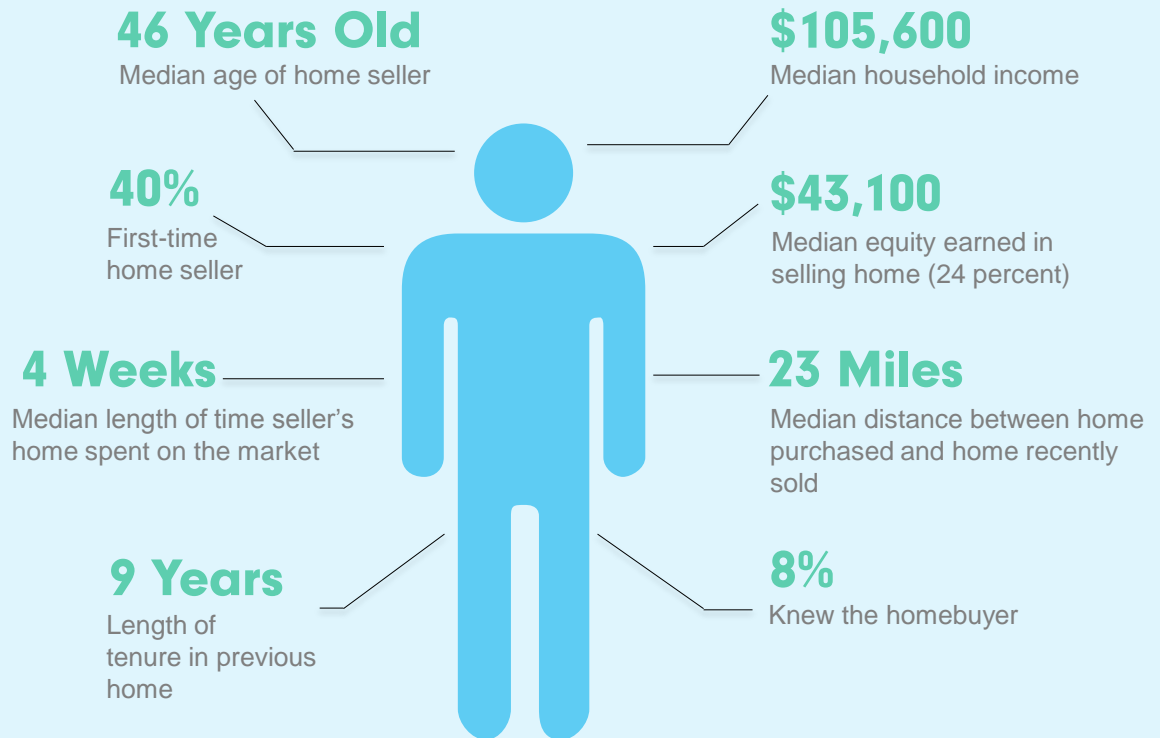 46 Years Old
Median age of home seller
$105,600
Median household income
40%
First-time
home seller
$43,100
Median equity earned in
selling home (24 percent)
4 Weeks
Median length of time seller's
home spent on the market
23 Miles
Median distance between home
purchased and home recently
sold
9 Years
Length of
tenure in previous
home
8%
Knew the homebuyer